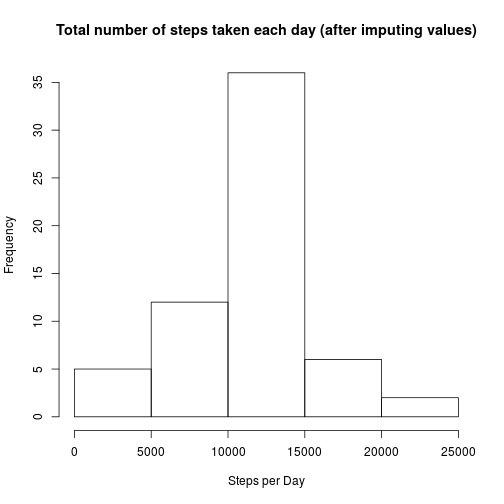 Total number of steps taken each day (after imputing values)
35
30
25
20
15
10
5
0
Frequency
0 5000 10000 15000 20000 25000
Steps per Day